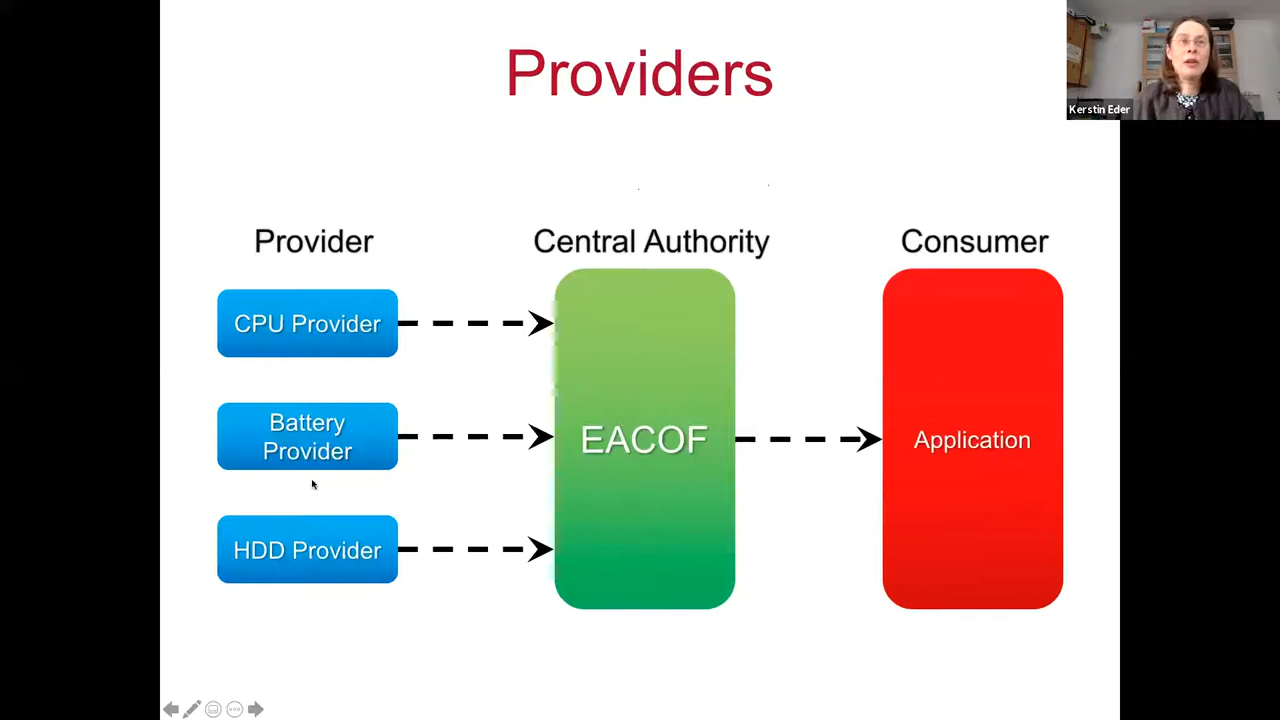 Providers
Kerstin Eder
Provider
Central Authority
Consumer
CPU Provider
Battery
Provider
HDD Provider
EACOF
Application